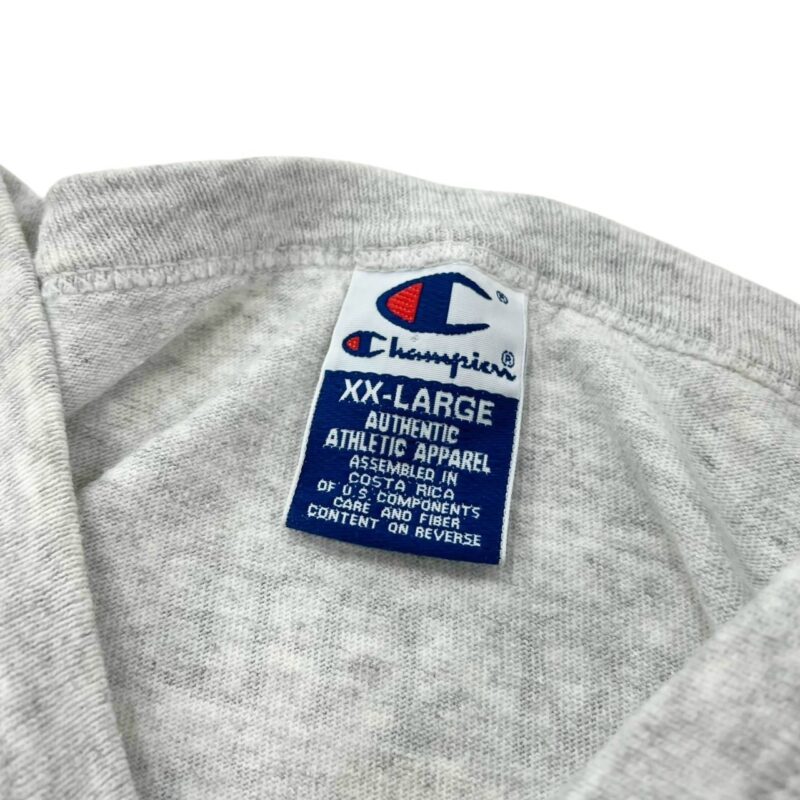 ®
Champion®
XX-LARGE
AUTHENTIC
ATHLETIC APPAREL
ASSEMBLED IN
COSTA RICA
OF U.S. COMPONENTS
CARE AND FIBER
CONTENT ON REVERSE